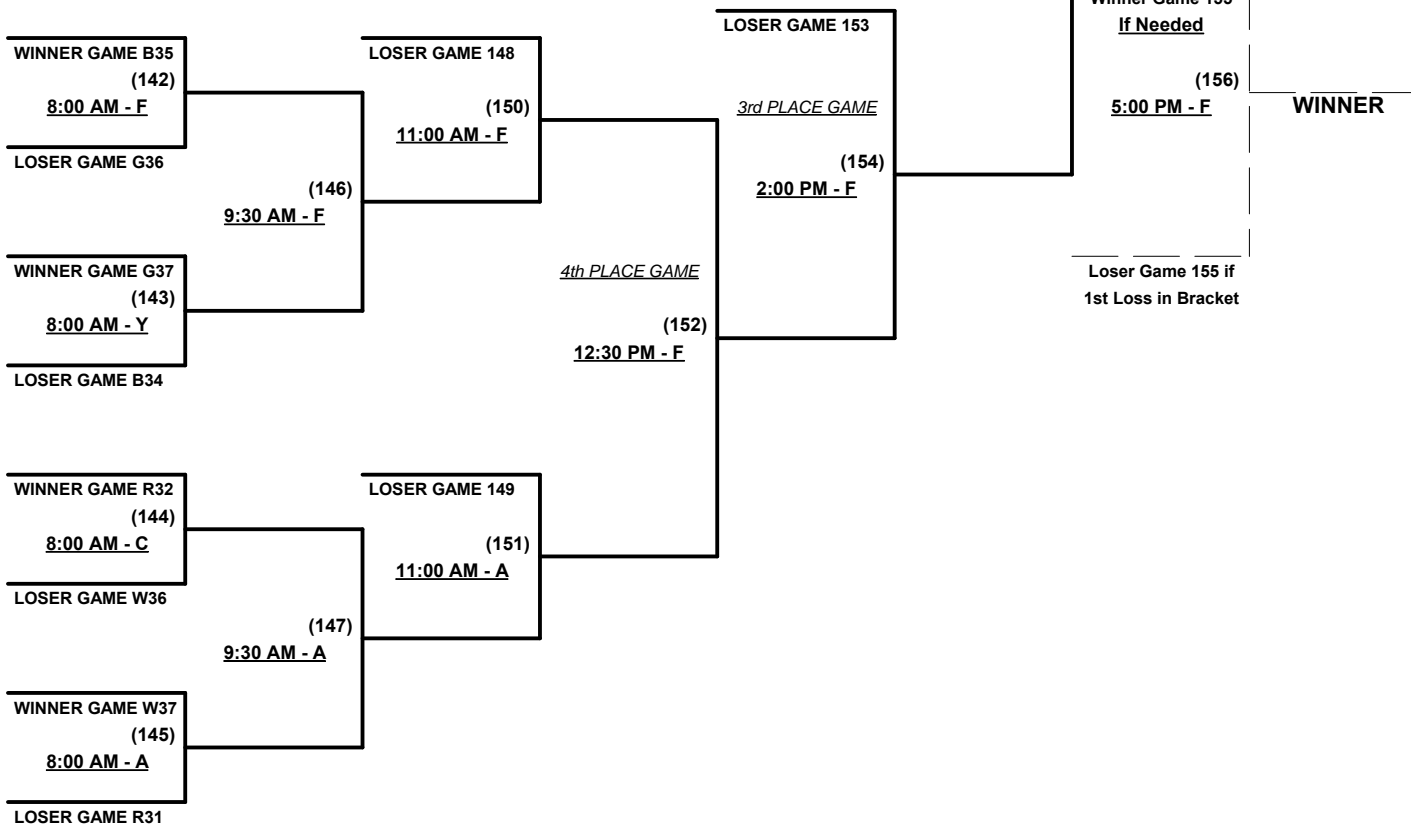 WINNER GAME B35
(142)
8:00 AM - F
LOSER GAME G36
(146)
9:30 AM - F
WINNER GAME G37
(143)
8:00 AM - Y
LOSER GAME B34
WINNER GAME R32
(144)
8:00 AM - C
LOSER GAME W36
(147)
9:30 AM - A
WINNER GAME W37
(145)
8:00 AM - A
LOSER GAME R31
LOSER GAME 148
(150)
11:00 AM - F
LOSER GAME 149
(151)
11:00 AM - A
4th PLACE GAME
(152)
12:30 PM - F
LOSER GAME 153
3rd PLACE GAME
(154)
2:00 PM - F
Winner Game 155
If Needed
(156)
5:00 PM - F
WINNER
Loser Game 155 if
1st Loss in Bracket